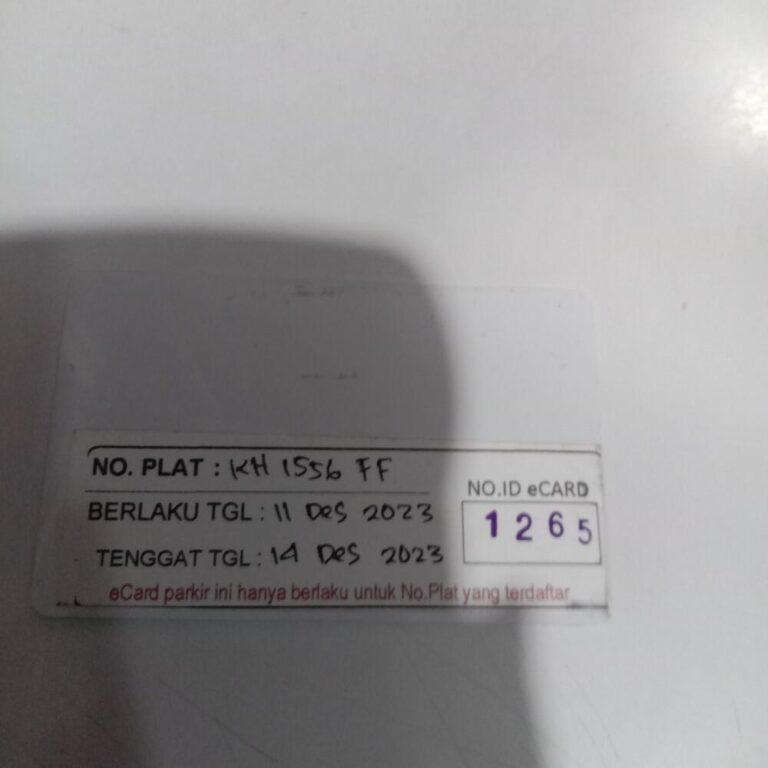 NO. PLAT : KH 1556 FF
NO.ID eCARD
BERLAKU TGL : 11 DES 2023
1265
TENGGAT TGL : 14 DES 2023
eCard parkir ini hanya berlaku untuk No.Plat yang terdaftar